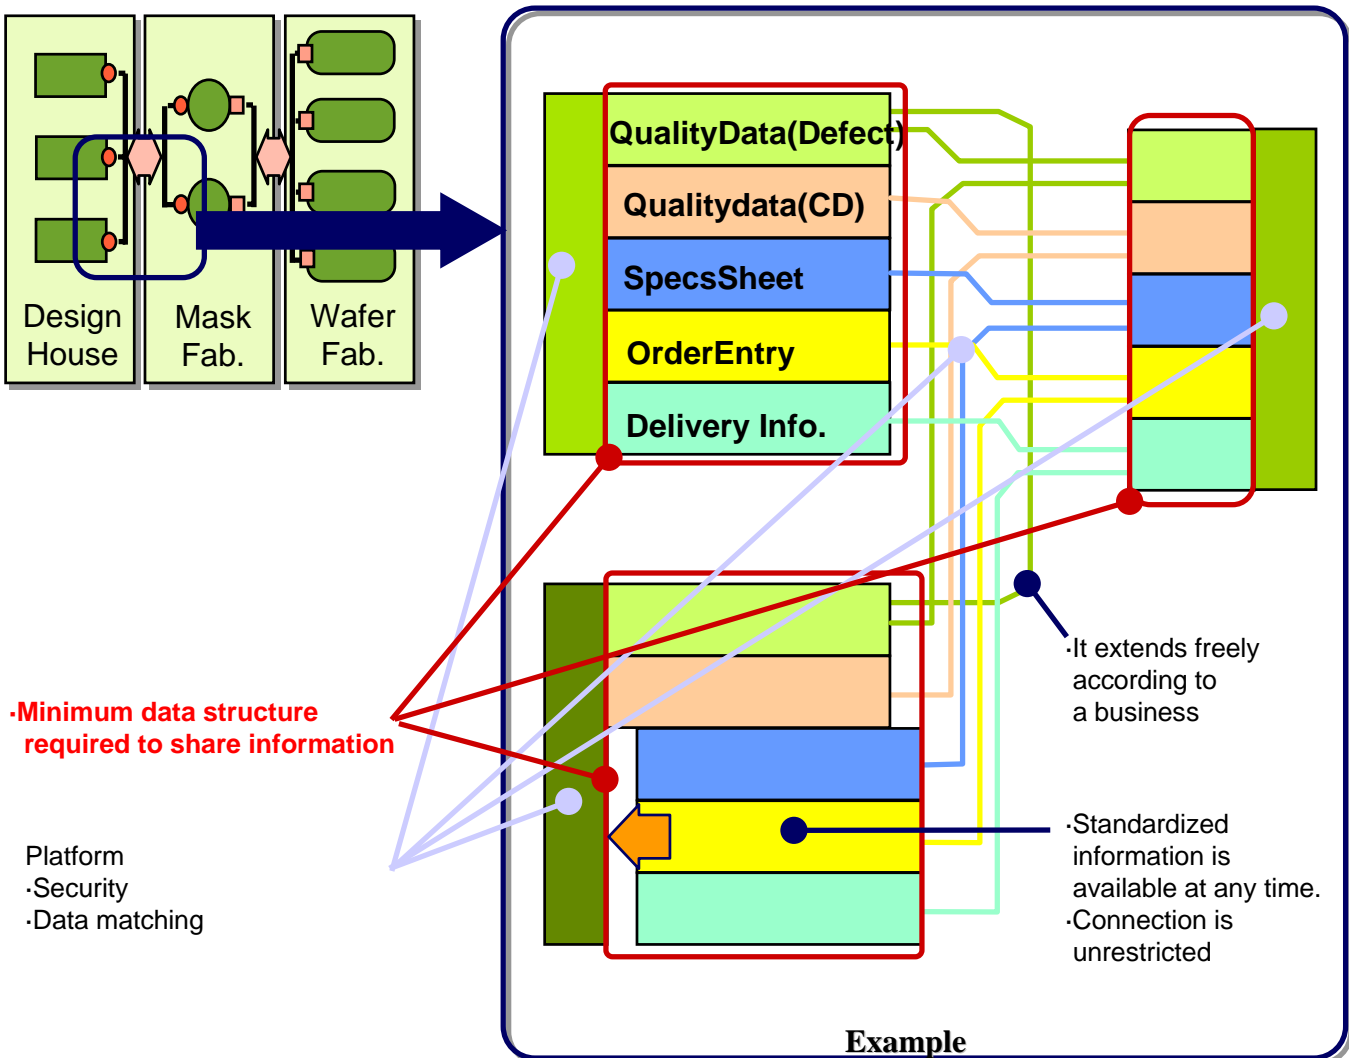 Design
House
Mask
Fab.
Wafer
Fab.
QualityData(Defect)
Qualitydata(CD)
SpecsSheet
OrderEntry
Delivery Info.
·It extends freely
according to
a business
·Minimum data structure
required to share information
Platform
·Security
·Data matching
·Standardized
information is
available at any time.
·Connection is
unrestricted
Example